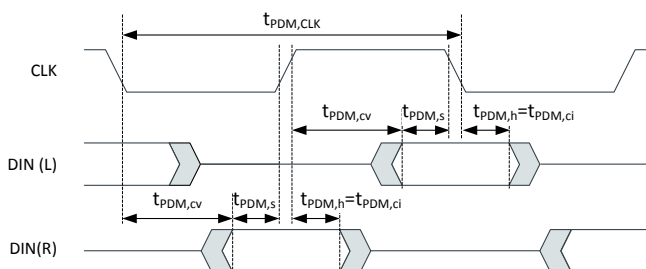 tPDM,CLK
CLK
tPDM,cv tPDM,s tPDM,h=tPDM,ci
DIN (L)
tPDM,cv tPDM,s tPDM,h=tPDM,ci
DIN(R)